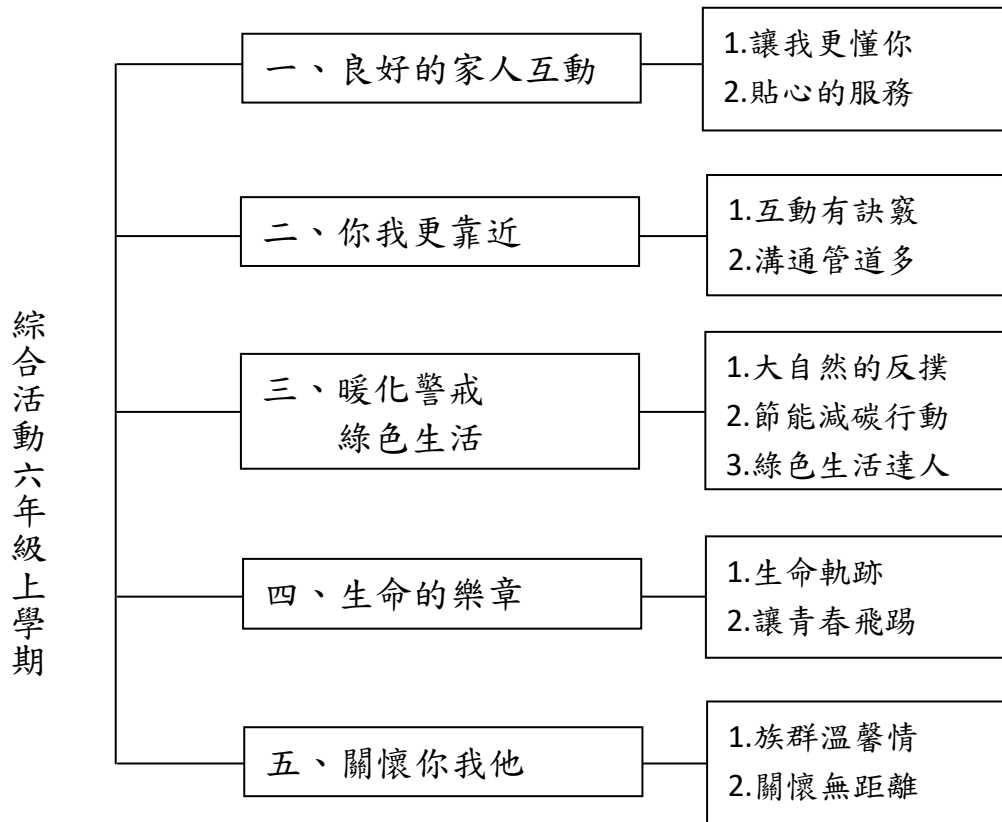 綜合活動六年級上學期
一、良好的家人互動
1.讓我更懂你
2.貼心的服務
二、你我更靠近
1.互動有訣竅
2.溝通管道多
三、暖化警戒
綠色生活
1.大自然的反撲
2.節能減碳行動
3.綠色生活達人
四、生命的樂章
1.生命軌跡
2.讓青春飛踢
五、關懷你我他
1.族群溫馨情
2.關懷無距離